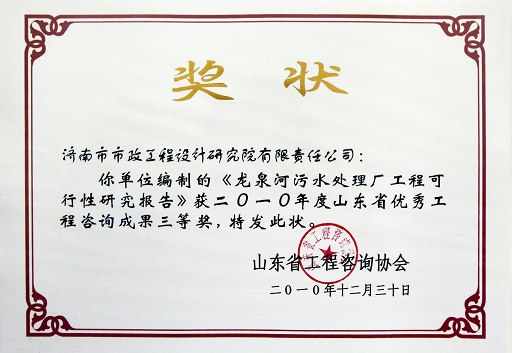 奖状
济南市市政工程设计研究院有限责任公司：
你单位编制的《龙泉河污水处理厂工程可
行性研究报告》获二〇一〇年度山东省优秀工
程咨询成果三等奖，特发此状。
山东省工程咨询协会
二〇一〇年十二月三十日